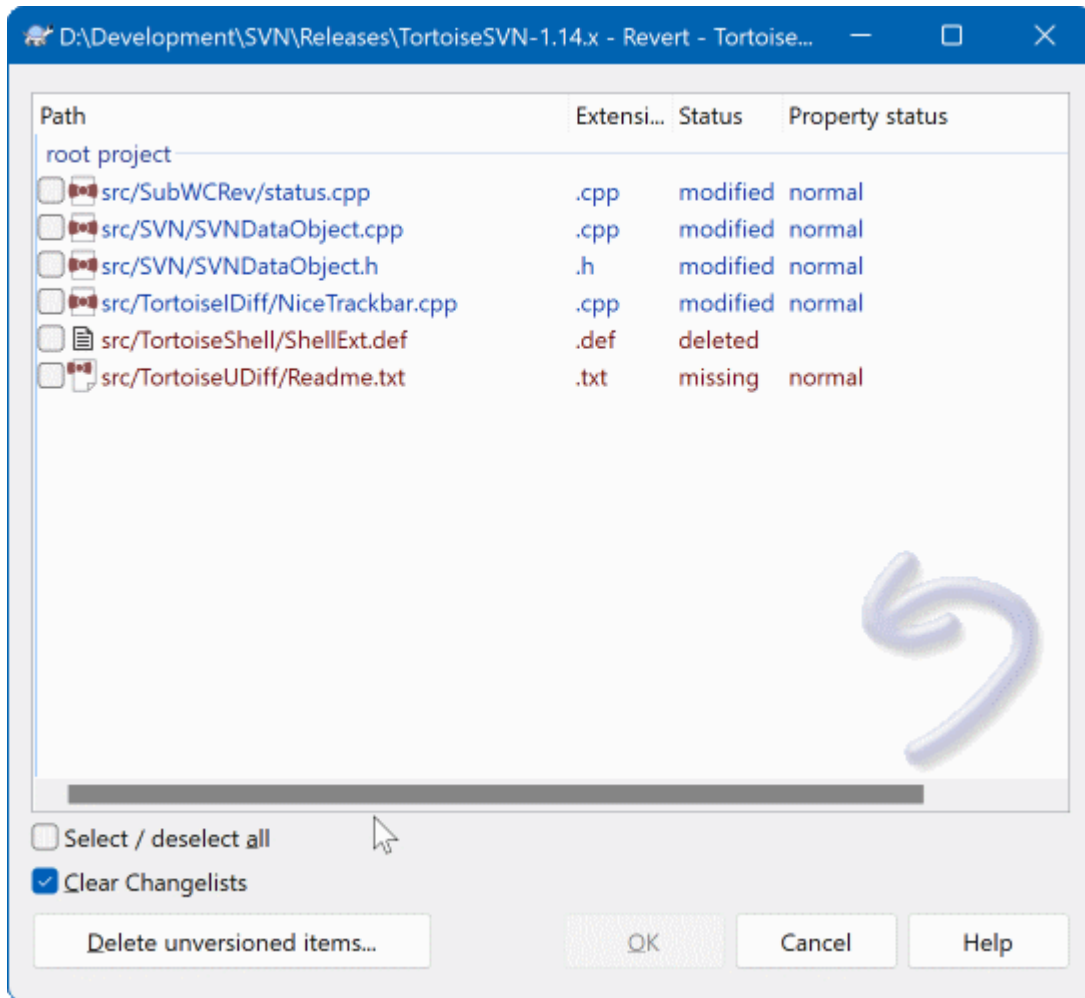 D:\Development\SVN\Releases\TortoiseSVN-1.14.x - Revert - Tortoise...
Path Extensi... Status Property status
root project
src/SubWCRev/status.cpp .cpp modified normal
src/SVN/SVNDataObject.cpp .cpp modified normal
src/SVN/SVNDataObject.h .h modified normal
src/TortoiseIDiff/NiceTrackbar.cpp .cpp modified normal
src/TortoiseShell/ShellExt.def .def deleted
src/TortoiseUDiff/Readme.txt .txt missing normal
Select / deselect all
Clear Changelists
Delete unversioned items... OK Cancel Help